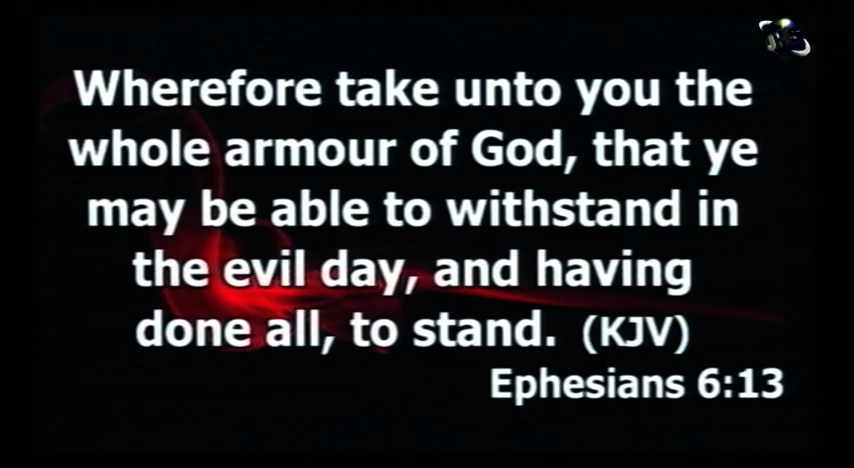 Wherefore take unto you the
whole armour of God, that ye
may be able to withstand in
the evil day, and having
done all, to stand. (KJV)
Ephesians 6:13